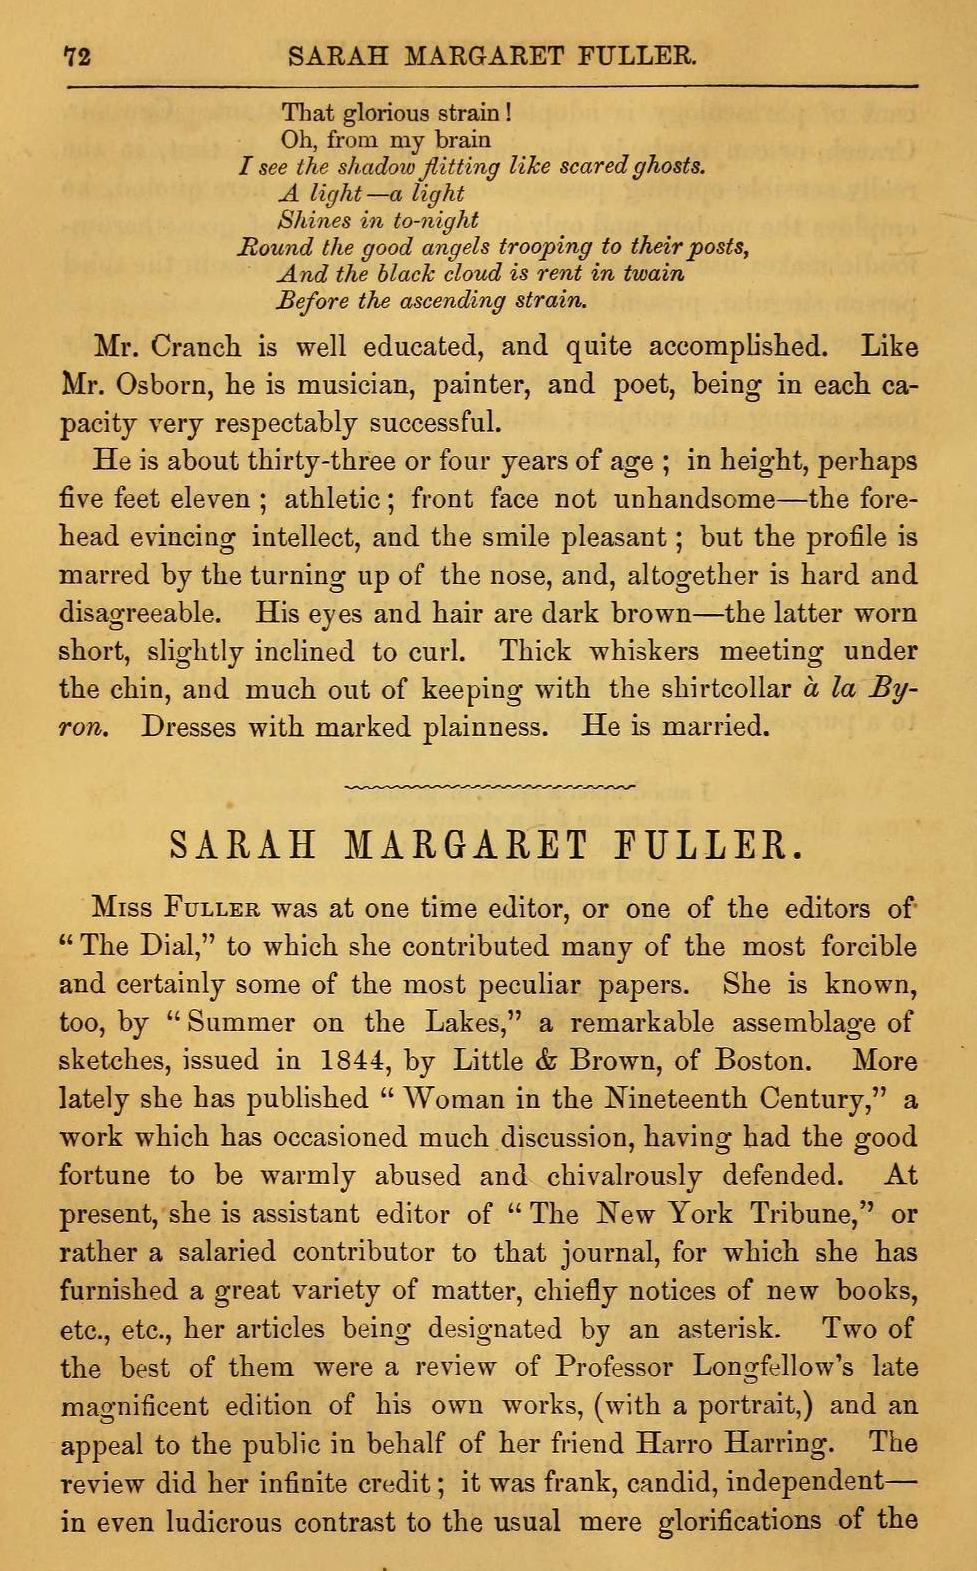 72 SARAH MARGARET FULLER.
That glorious strain !
Oh, from my brain
I see the shadow flitting like scared ghosts.
A light—a light
Shines in to-night
Round the good angels trooping to their posts,
And the black cloud is rent in twain
Before the ascending strain.
Mr. Cranch is well educated, and quite accomplished. Like
Mr. Osborn, he is musician, painter, and poet, being in each ca-
pacity very respectably successful.
He is about thirty-three or four years of age ; in height, perhaps
five feet eleven ; athletic ; front face not unhandsome—the fore-
head evincing intellect, and the smile pleasant ; but the profile is
marred by the turning up of the nose, and, altogether is hard and
disagreeable. His eyes and hair are dark brown—the latter worn
short, slightly inclined to curl. Thick whiskers meeting under
the chin, and much out of keeping with the shirtcollar à la By-
ron. Dresses with marked plainness. He is married.
SARAH MARGARET FULLER.
Miss Fuller was at one time editor, or one of the editors of
“ The Dial,” to which she contributed many of the most forcible
and certainly some of the most peculiar papers. She is known,
too, by “ Summer on the Lakes,” a remarkable assemblage of
sketches, issued in 1844, by Little & Brown, of Boston. More
lately she has published “ Woman in the Nineteenth Century,” a
work which has occasioned much discussion, having had the good
fortune to be warmly abused and chivalrously defended. At
present, she is assistant editor of “ The New York Tribune,” or
rather a salaried contributor to that journal, for which she has
furnished a great variety of matter, chiefly notices of new books,
etc., etc., her articles being designated by an asterisk. Two of
the best of them were a review of Professor Longfellow's late
magnificent edition of his own works, (with a portrait,) and an
appeal to the public in behalf of her friend Harro Harring. The
review did her infinite credit ; it was frank, candid, independent—
in even ludicrous contrast to the usual mere glorifications of the